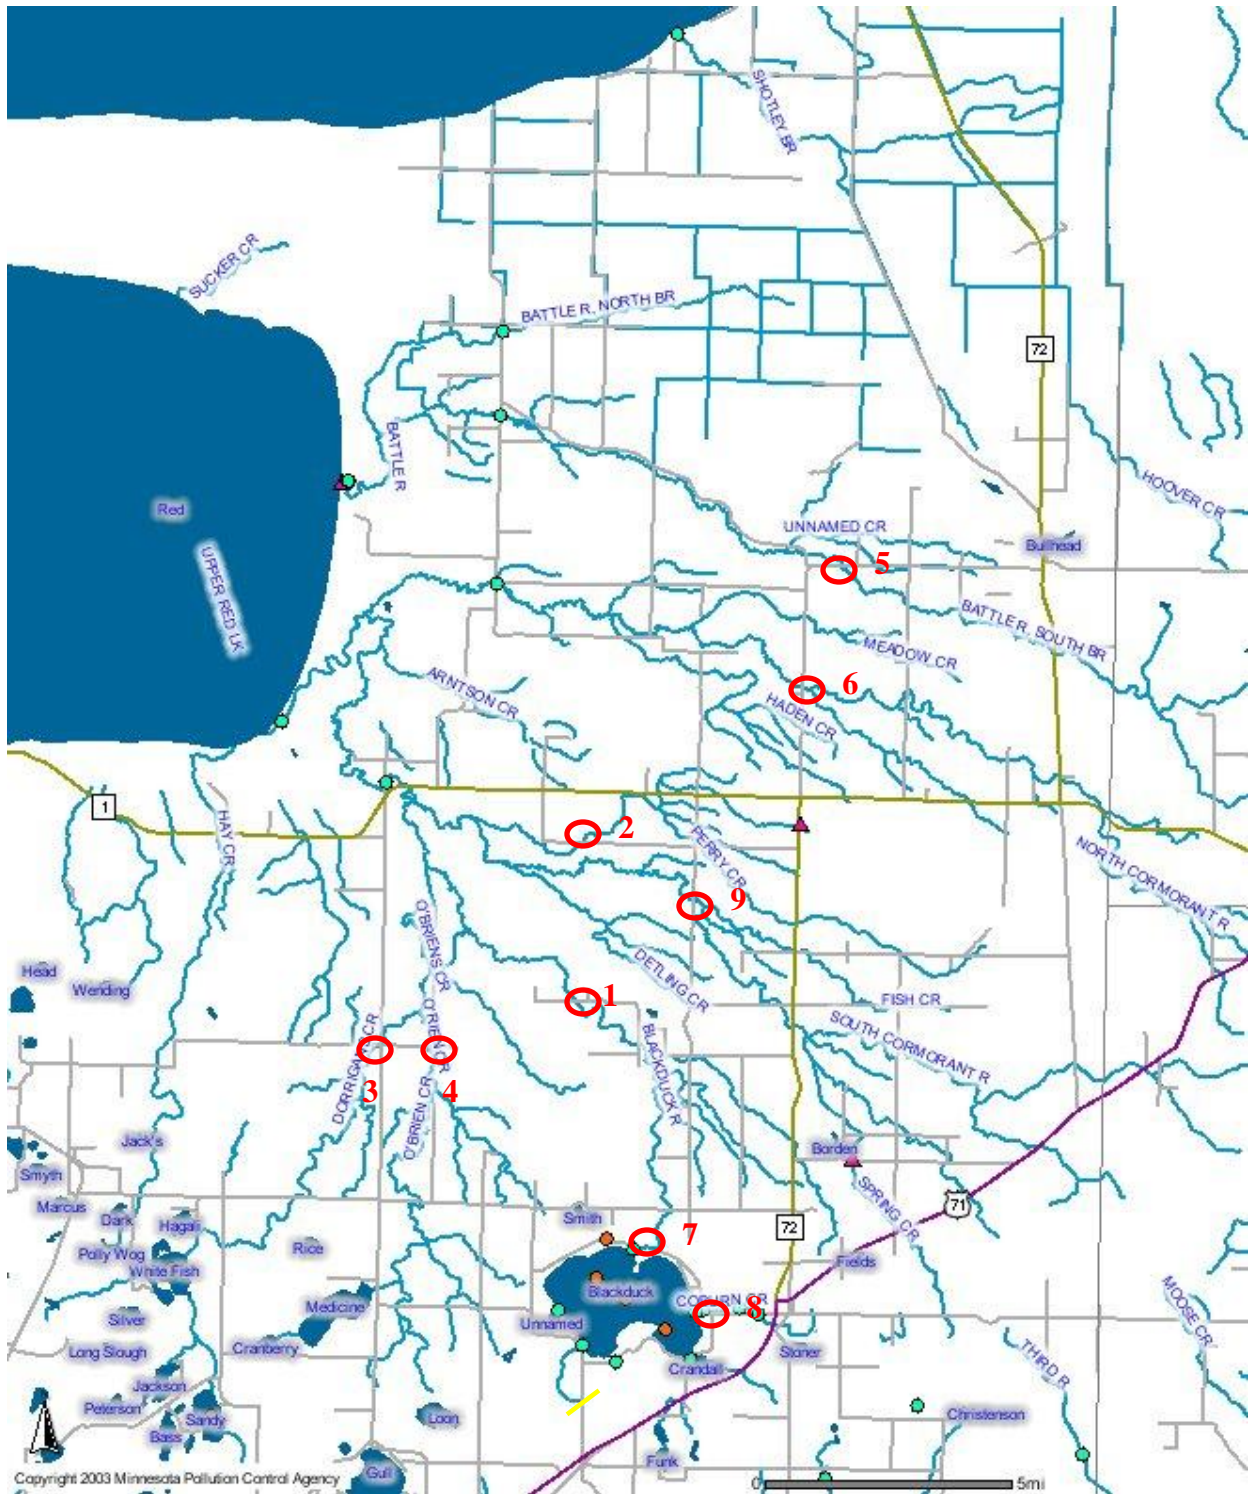 SHOTLEY BR
SUCKER CR
BATTLE R, NORTH BR
72
BATTLE R
HOOVER CR
Red
UNNAMED CR
Bullhead
UPPER RED LK
5
BATTLE R, SOUTH BR
MEADOW CR
ARNTSON CR
6
HADEN CR
1
HAY CR
2
PERRY CR
NORTH CORMORANT R
9
O'BRIENS CR
Head
Wending
DETLING CR
1
FISH CR
SOUTH CORMORANT R
BLACKDUCK R
DORRIGANS CR
O'BRIEN CR
3
4
O'BRIEN CR
Jack's
Borden
Smyth
SPRING CR
71
Marcus
Dark
Hagali
Smith
72
7
Polly Wog
Rice
White Fish
Fields
Blackduck
Medicine
COBURN CR
8
MOOSE CR
Silver
Unnamed
Long Slough
Cranberry
Stoner
THIRD R
Crandall
Jackson
Peterson
Sandy
Bass
Loon
Christenson
Funk
Gull
Copyright 2003 Minnesota Pollution Control Agency
0 5mi